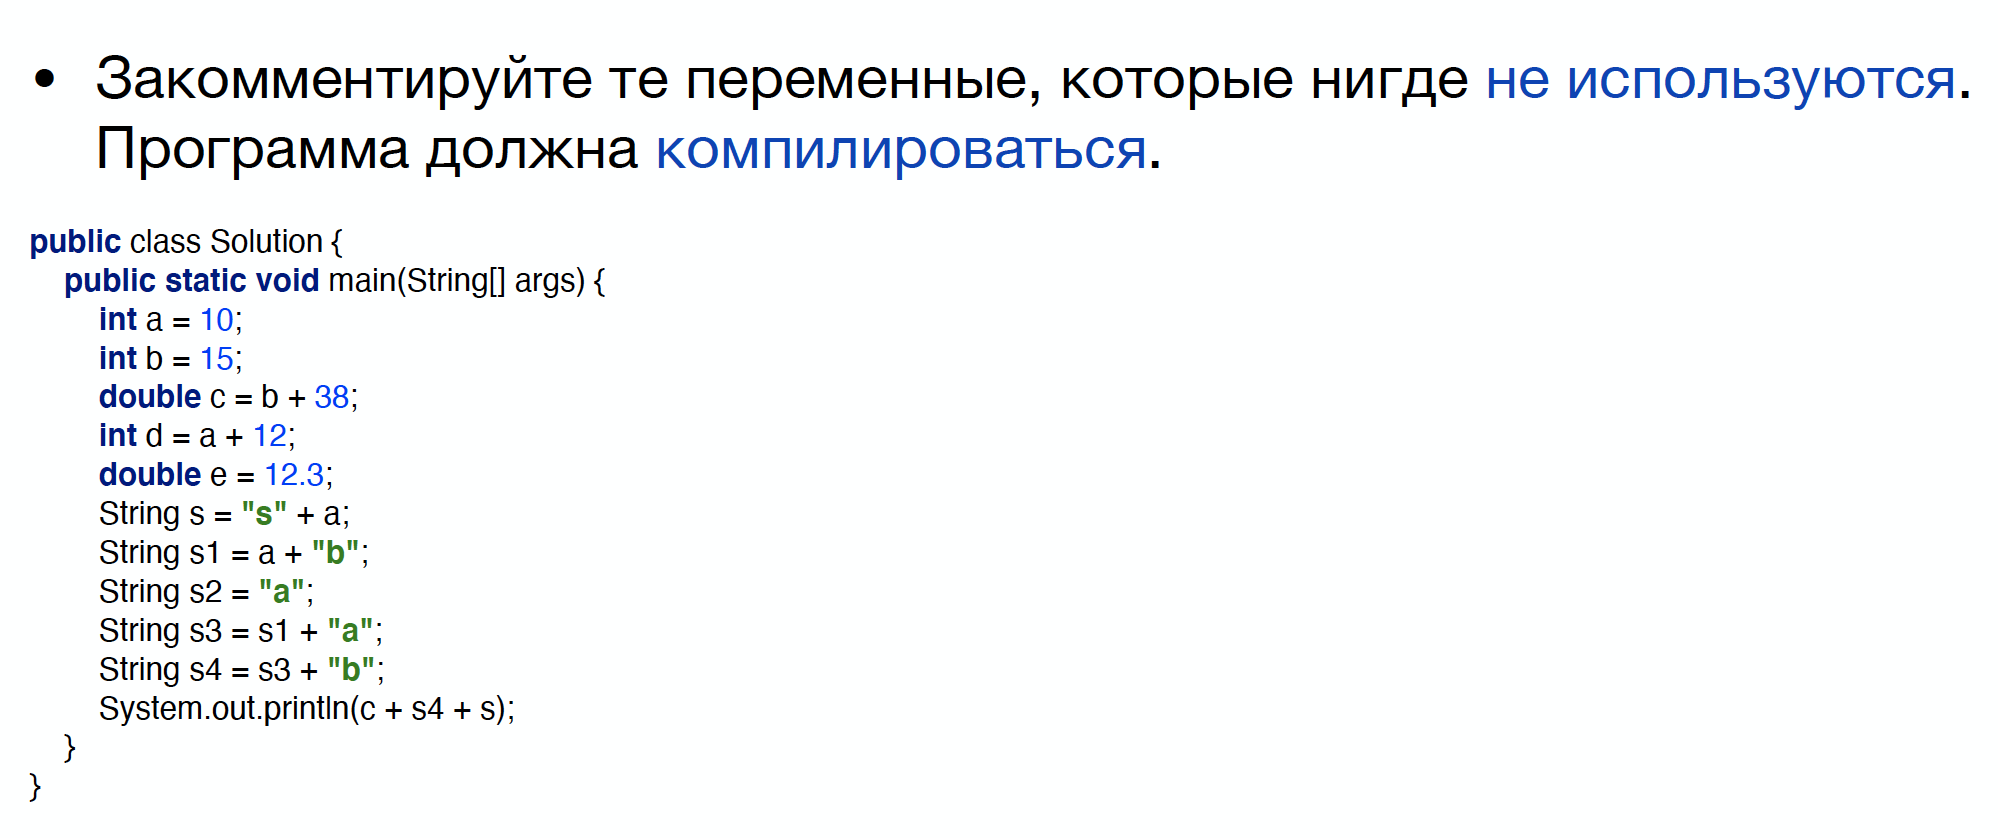 • Закомментируйте те переменные, которые нигде не используются.
Программа должна компилироваться.
public class Solution {
public static void main(String[] args) {
int a = 10;
int b = 15;
double c = b + 38;
int d = a + 12;
double e = 12.3;
String s = "s" + a;
String s1 = a + "b";
String s2 = "a";
String s3 = s1 + "a";
String s4 = s3 + "b";
System.out.println(c + s4 + s);
}
}